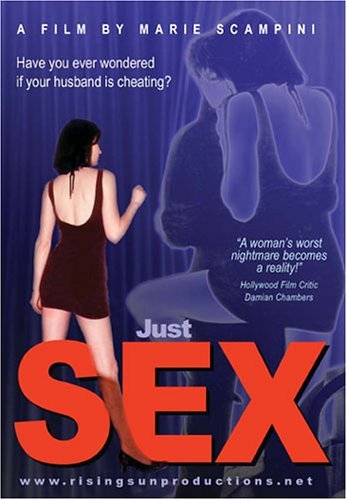 A FILM BY MARIE SCAMPINI
Have you ever wondered
if your husband is cheating?
"A woman's worst
nightmare becomes
a reality!"
Hollywood Film Critic
Damian Chambers
Just
SEX
www.risingsunproductions.net